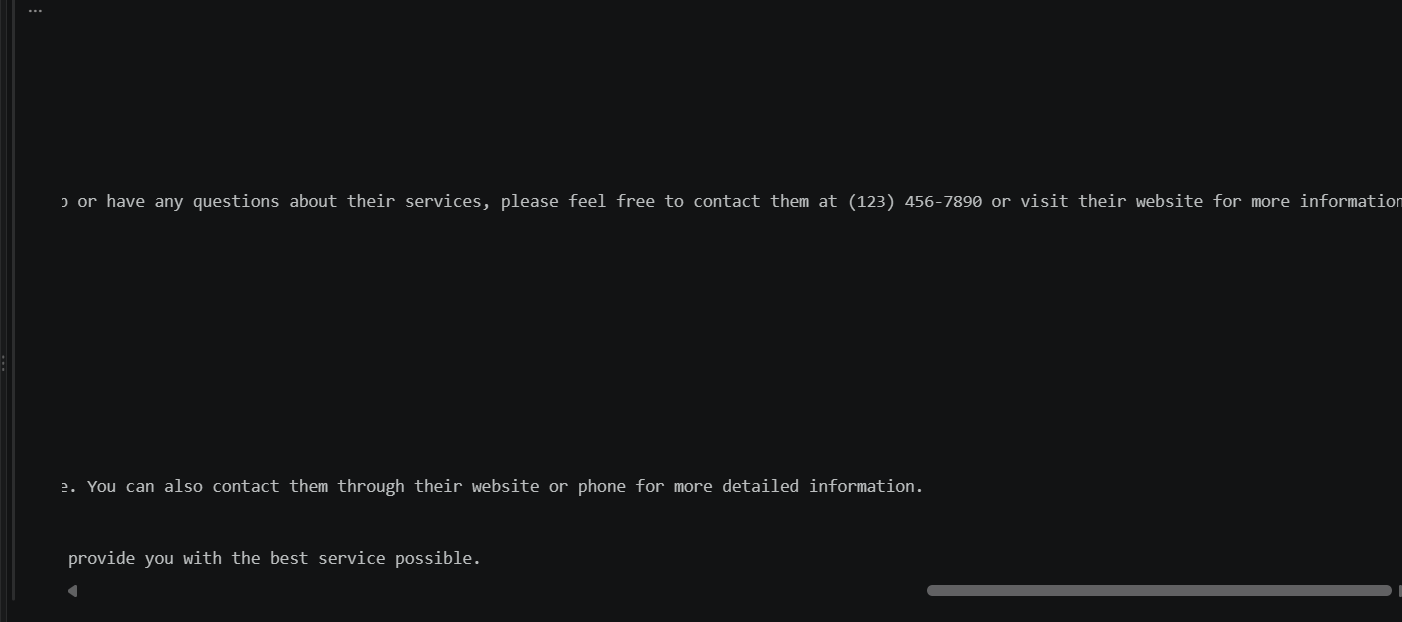 ...
or have any questions about their services, please feel free to contact them at (123) 456-7890 or visit their website for more information
e. You can also contact them through their website or phone for more detailed information.
provide you with the best service possible.